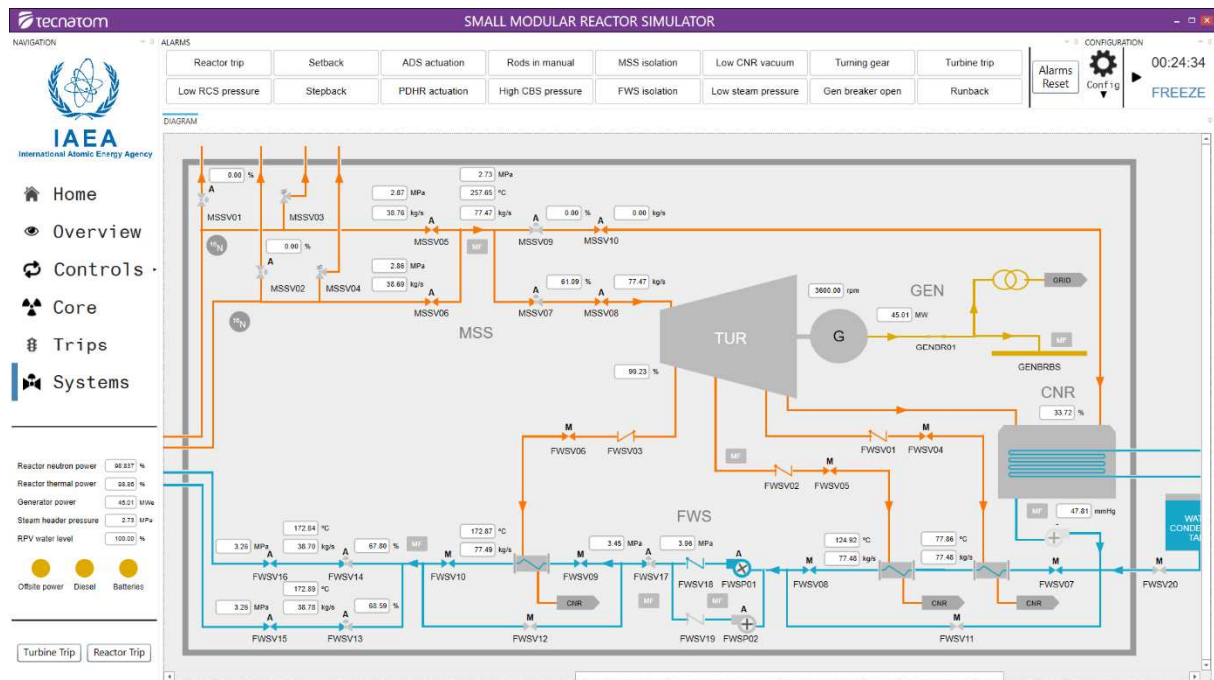 tecnatom
SMALL MODULAR REACTOR SIMULATOR
NAVIGATION
ALARMS
CONFIGURATION
Reactor trip
Setback
ADS actuation
Rods in manual
MSS isolation
Low CNR vacuum
Turning gear
Turbine trip
Low RCS pressure
Stepback
PDHR actuation
High CBS pressure
FWS isolation
Low steam pressure
Gen breaker open
Runback
Alarms
Reset
Config
00:24:34
FREEZE
IAEA
International Atomic Energy Agency
Home
Overview
Controls
Core
Trips
Systems
Reactor neutron power 98.837 %
Reactor thermal power 98.86 %
Generator power 45.01 MWe
Steam header pressure 2.73 MPa
RPV water level 100.00 %
Offsite power Diesel Batteries
Turbine Trip
Reactor Trip
DIAGRAM
0.00 %
A
MSSV01
MSSV03
16N
0.00 %
A
MSSV02
MSSV04
16N
2.87 MPa
38.76 kg/s
A
MSSV05
2.86 MPa
38.69 kg/s
A
MSSV06
2.73 MPa
257.65 ºC
77.47 kg/s
MF
A
MSSV09
0.00 %
A
MSSV10
0.00 kg/s
A
MSSV07
61.09 %
A
MSSV08
77.47 kg/s
MSS
TUR
99.23 %
3600.00 rpm
G
GEN
45.01 MW
GENBR01
GRID
MF
GENBRBS
CNR
33.72 %
M
FWSV06
FWSV03
MF
FWSV02
M
FWSV05
FWSV01
M
FWSV04
MF
47.81 mmHg
-
FWS
3.26 MPa
A
FWSV16
172.84 ºC
38.70 kg/s
A
FWSV14
67.80 %
MF
M
FWSV10
172.87 ºC
77.49 kg/s
CNR
M
FWSV09
3.45 MPa
A
FWSV17
3.96 MPa
FWSV18
A
FWSP01
M
FWSV08
124.92 ºC
77.48 kg/s
CNR
77.86 ºC
77.48 kg/s
CNR
M
FWSV07
M
FWSV20
3.26 MPa
A
FWSV15
172.89 ºC
38.78 kg/s
A
FWSV13
68.59 %
M
FWSV12
MF
MF
FWSV19
A
FWSP02
M
FWSV11
WAT
CONDE
TA